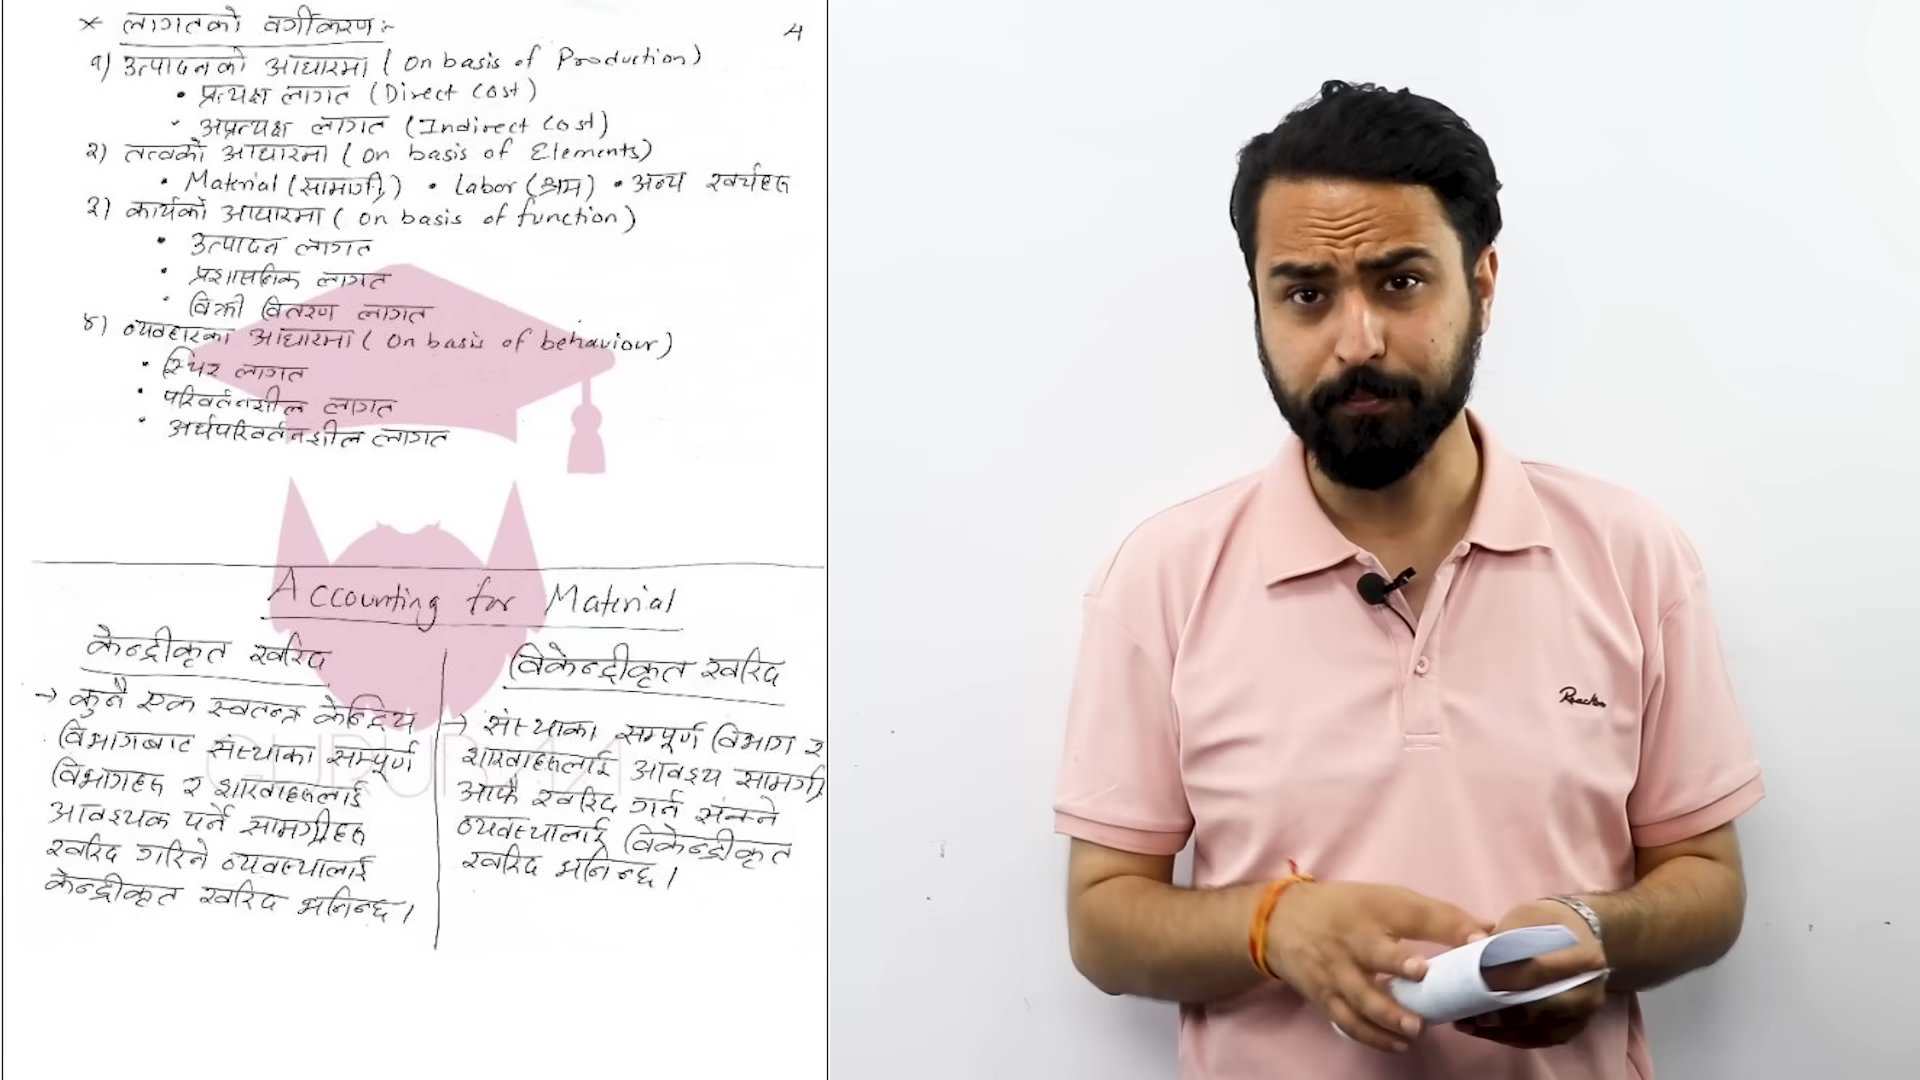 * लागतको वर्गीकरण :-
4
१) उत्पादनको आधारमा ( on basis of Production)
• प्रत्यक्ष लागत (Direct Cost)
• अप्रत्यक्ष लागत (Indirect Cost)
२) तत्वको आधारमा ( on basis of Elements)
• Material (सामाग्री) • Labor (श्रम) • अन्य खर्चहरु
३) कार्यको आधारमा ( on basis of function)
• उत्पादन लागत
• प्रशासनिक लागत
• विक्री वितरण लागत
४) व्यवहारका आधारमा ( on basis of behaviour)
• स्थिर लागत
• परिवर्तनशील लागत
• अर्धपरिवर्तनशील लागत
Accounting for Material
केन्द्रीकृत खरिद
→ कुनै एक स्वतन्त्र केन्द्रिय
विभागबाट संस्थाका सम्पूर्ण
विभागहरु र शाखाहरुलाई
आवश्यक पर्ने सामग्रीहरु
खरिद गरिने व्यवस्थालाई
केन्द्रीकृत खरिद भनिन्छ।
विकेन्द्रीकृत खरिद
→ संस्थाका सम्पूर्ण विभाग र
शाखाहरुलाई आवश्य सामग्री
आफै खरिद गर्न सक्ने
व्यवस्थालाई विकेन्द्रीकृत
खरिद भनिन्छ।